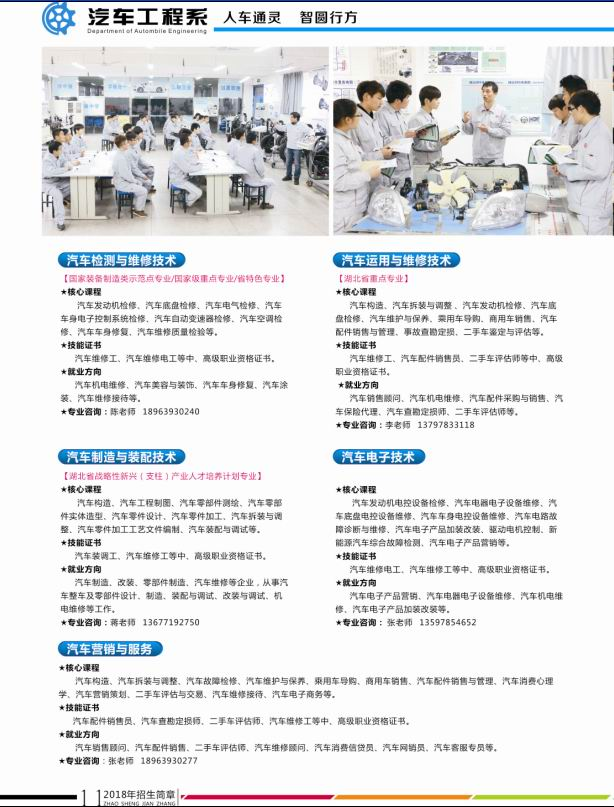 汽车工程系 人车通灵 智圆行方
Department of Autombile Engineering
汽车检测与维修技术
【国家装备制造类示范点专业/国家级重点专业/省特色专业】
★核心课程
汽车发动机检修、汽车底盘检修、汽车电气检修、汽车
车身电子控制系统检修、汽车自动变速器检修、汽车空调检
修、汽车车身修复、汽车维修质量检验等。
★技能证书
汽车维修工、汽车维修电工等中、高级职业资格证书。
★就业方向
汽车机电维修、汽车美容与装饰、汽车车身修复、汽车涂
装、汽车维修接待等。
★专业咨询：陈老师 18963930240
汽车运用与维修技术
【湖北省重点专业】
★核心课程
汽车构造、汽车拆装与调整 、汽车发动机检修、汽车底
盘检修、汽车维护与保养、乘用车导购、商用车销售、汽车
配件销售与管理、事故查勘定损、二手车鉴定与评估等。
★技能证书
汽车维修工、汽车配件销售员、二手车评估师等中、高级
职业资格证书。
★就业方向
汽车销售顾问、汽车机电维修、汽车配件采购与销售、汽
车保险代理、汽车查勘定损师、二手车评估师等。
★专业咨询：李老师 13797833118
汽车制造与装配技术
【湖北省战略性新兴（支柱）产业人才培养计划专业】
★核心课程
汽车构造、汽车工程制图、汽车零部件测绘、汽车零部
件实体造型、汽车零件设计、汽车零件加工、汽车拆装与调
整、汽车零件加工工艺文件编制、汽车装配与调试等。
★技能证书
汽车装调工、汽车维修工等中、高级职业资格证书。
★就业方向
汽车制造、改装、零部件制造、汽车维修等企业，从事汽
车整车及零部件设计、制造、装配与调试、改装与调试、机
电维修等工作。
★专业咨询：蒋老师 13677192750
汽车电子技术
★核心课程
汽车发动机电控设备检修、汽车电器电子设备维修、汽
车底盘电控设备维修、汽车车身电控设备维修、汽车电路故
障诊断与维修、汽车电子产品加装改装、驱动电机控制、新
能源汽车综合故障检测、汽车电子产品营销等。
★技能证书
汽车维修电工、汽车维修工等中、高级职业资格证书。
★就业方向
汽车电子产品营销、汽车电器电子设备维修、汽车机电维
修、汽车电子产品加装改装等。
★专业咨询： 张老师 13597854652
汽车营销与服务
★核心课程
汽车构造、汽车拆装与调整、汽车故障检修、汽车维护与保养、乘用车导购、商用车销售、汽车配件销售与管理、汽车消费心理
学、汽车营销策划、二手车评估与交易、汽车维修接待、汽车电子商务等。
★技能证书
汽车配件销售员、汽车查勘定损师、二手车评估师、汽车维修工等中、高级职业资格证书。
★就业方向
汽车销售顾问、汽车配件销售、二手车评估师、汽车维修顾问、汽车消费信贷员、汽车网销员、汽车客服专员等。
★专业咨询：张老师 18963930277
11 2018年招生简章
ZHAO SHENG JIAN ZHANG